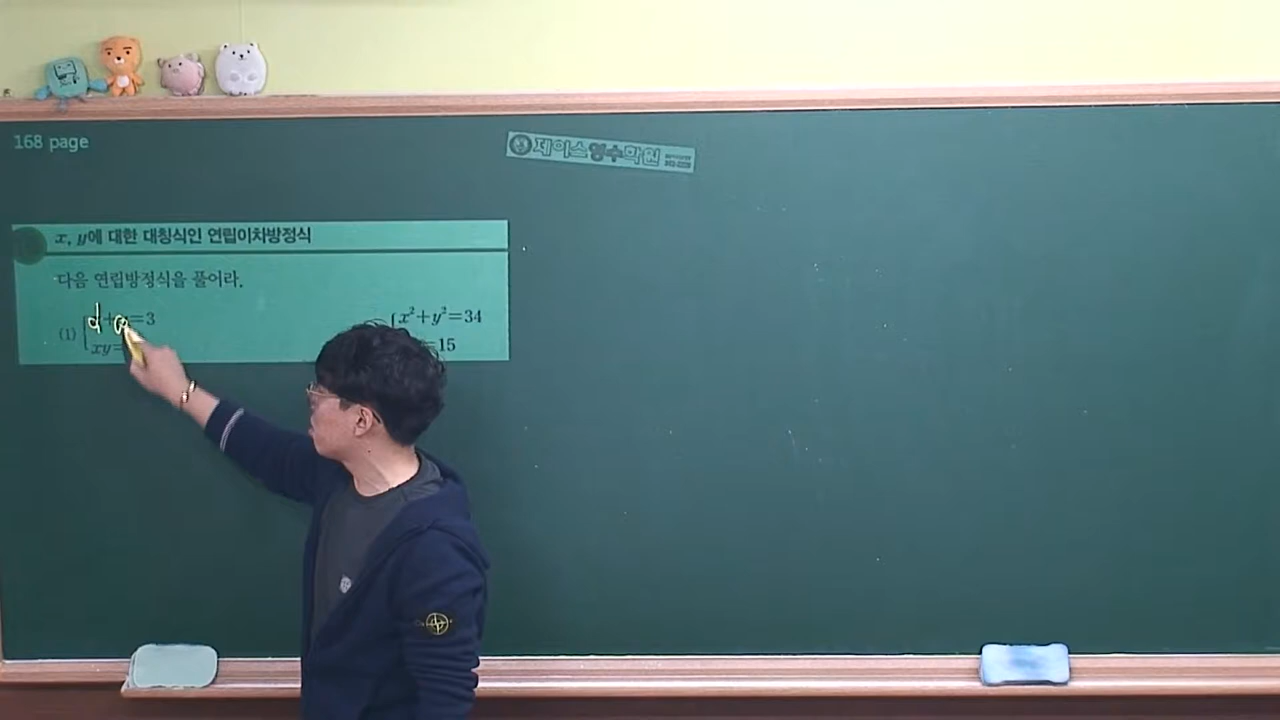 168 page
제이스영수학원
x, y에 대한 대칭식인 연립이차방정식
다음 연립방정식을 풀어라.
(1)
+y=3
xy=
x²+y²=34
=15